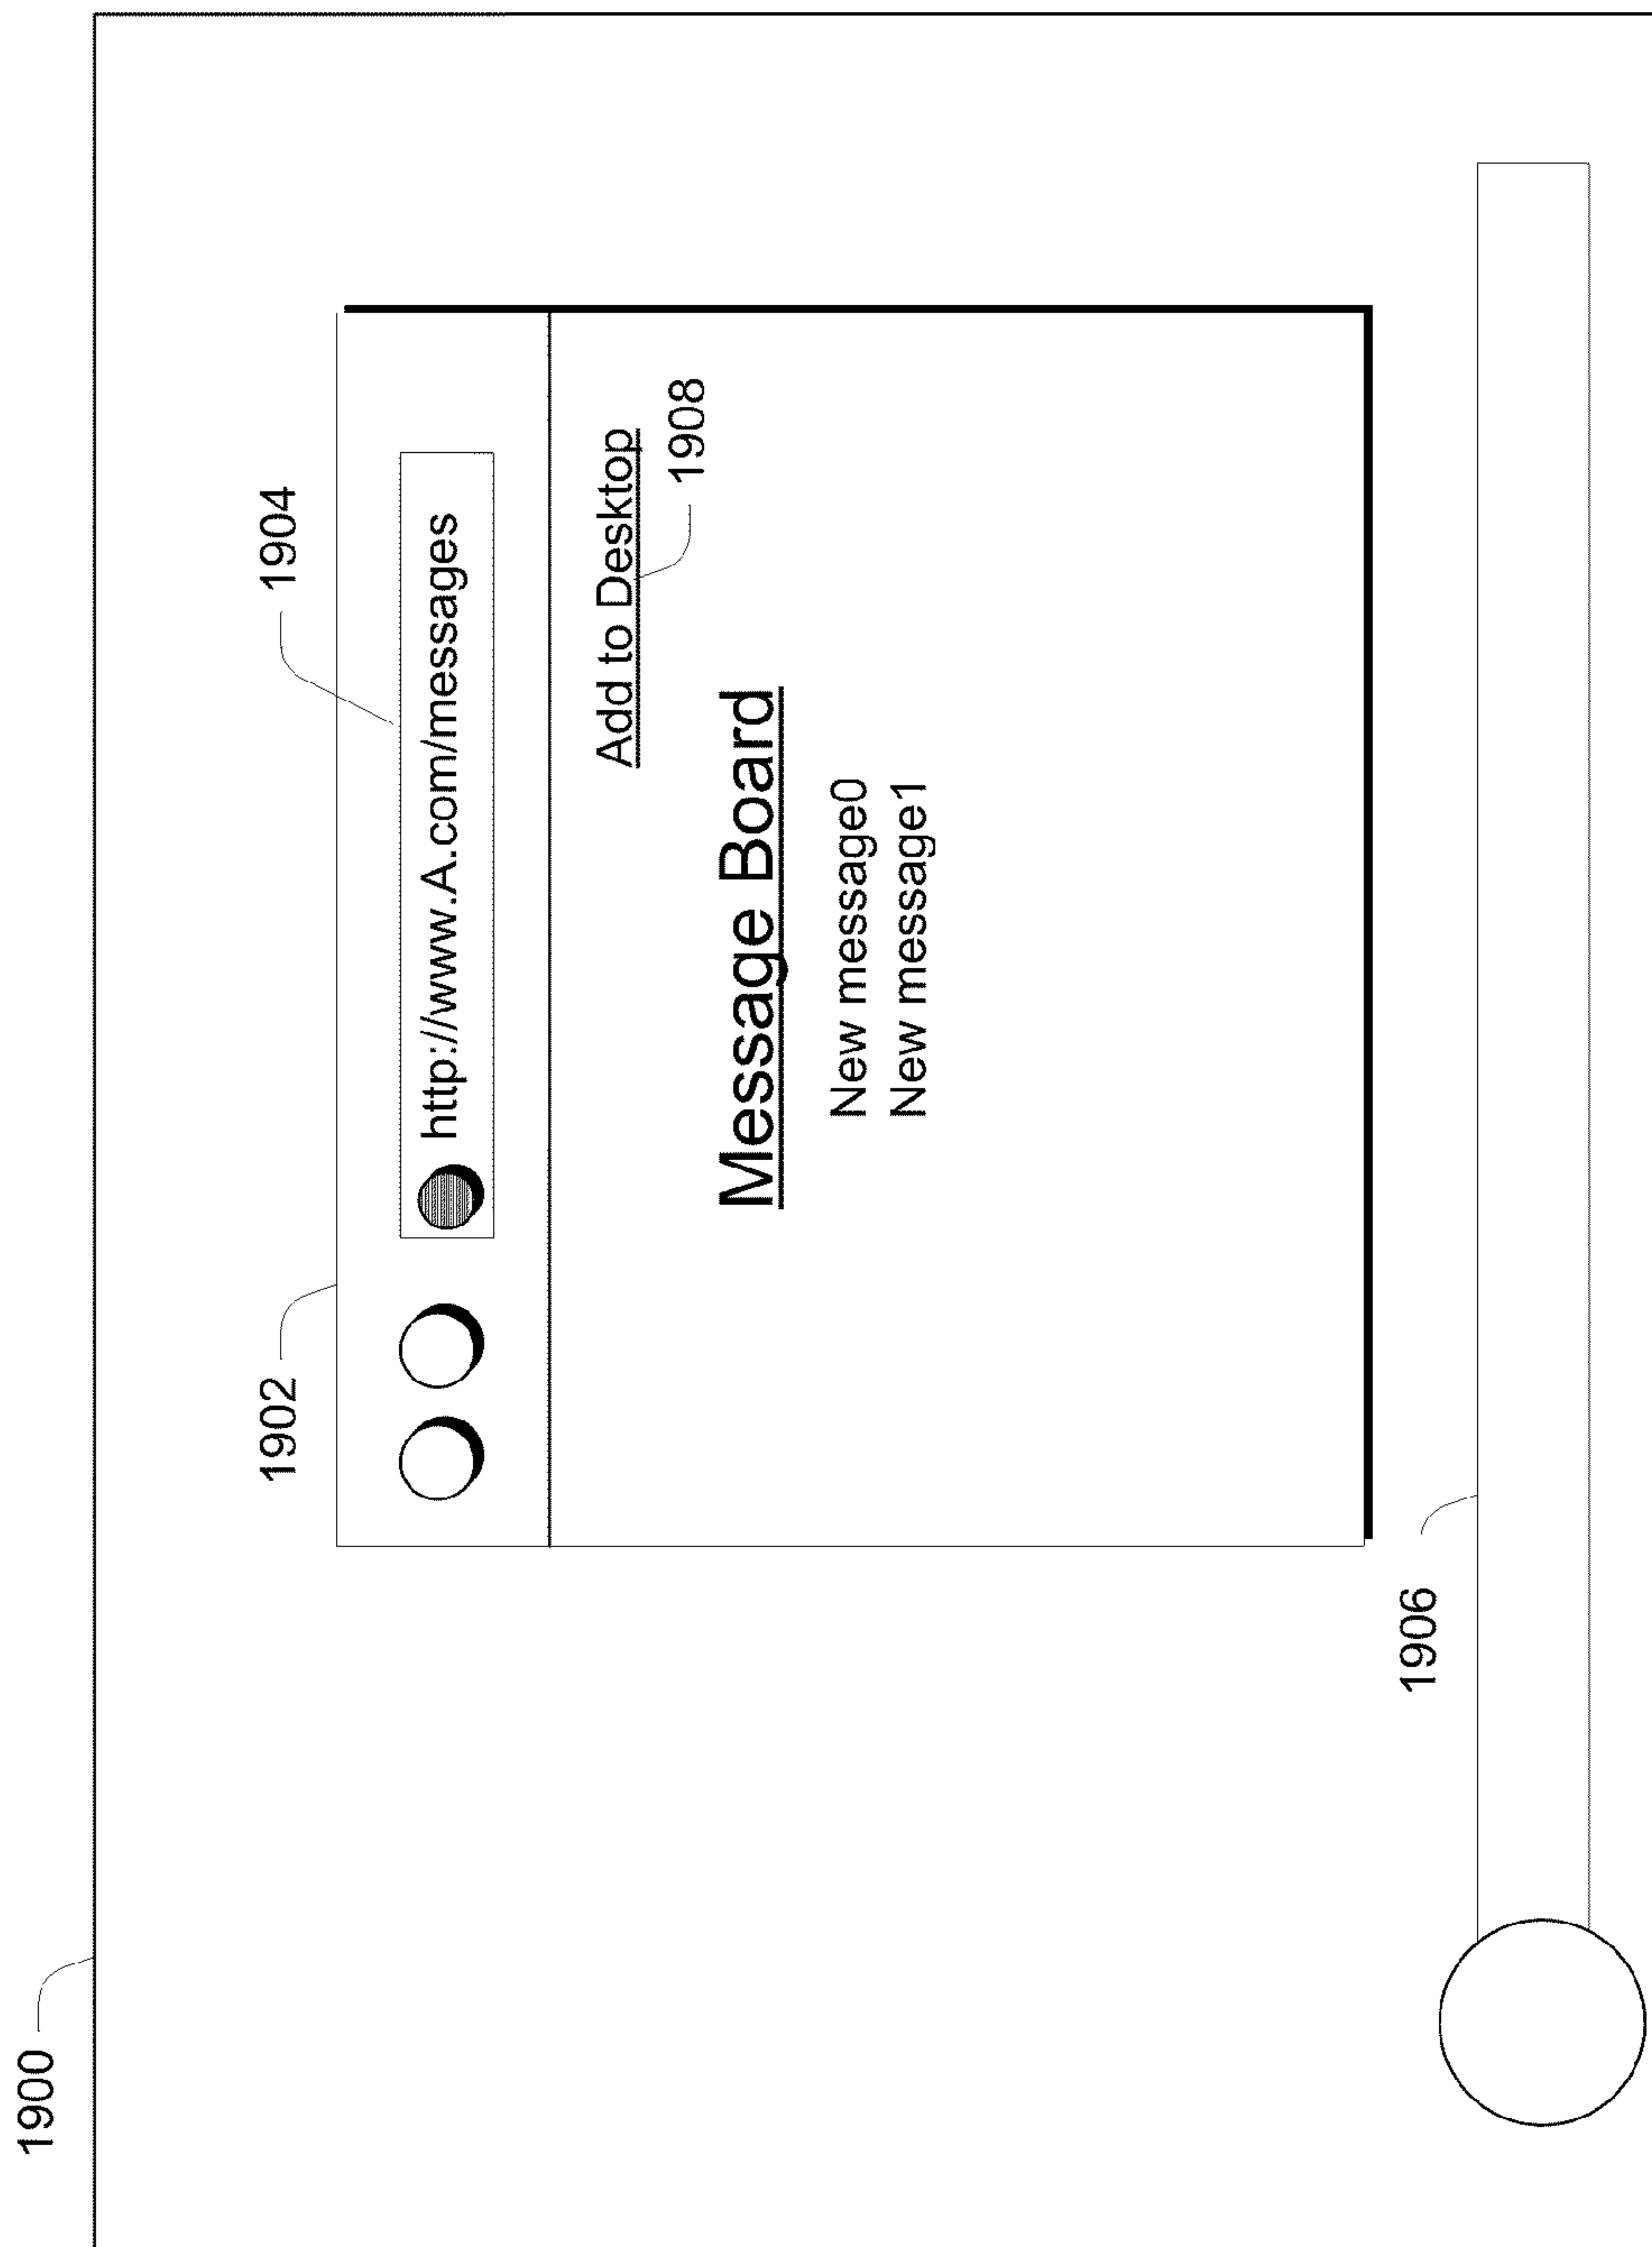 1900
1902
1904
http://www.A.com/messages
Add to Desktop
1908
Message Board
New message0
New message1
1906